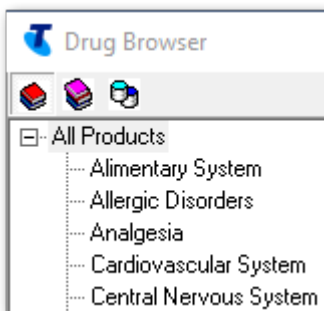 Drug Browser
All Products
Alimentary System
Allergic Disorders
Analgesia
Cardiovascular System
Central Nervous System